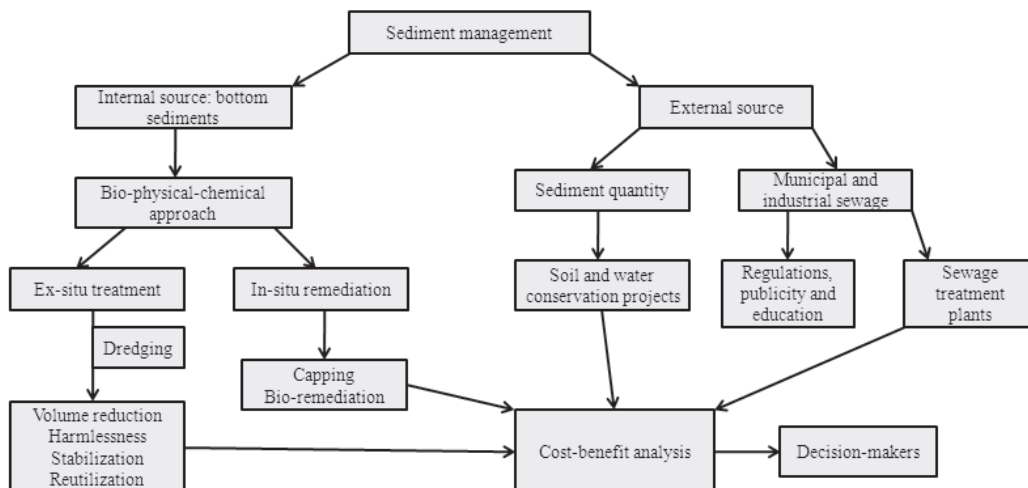 Sediment management
Internal source: bottom
sediments
External source
Bio-physical-chemical
approach
Sediment quantity
Municipal and
industrial sewage
Ex-situ treatment
In-situ remediation
Soil and water
conservation projects
Regulations,
publicity and
education
Sewage
treatment
plants
Dredging
Capping
Bio-remediation
Volume reduction
Harmlessness
Stabilization
Reutilization
Cost-benefit analysis
Decision-makers